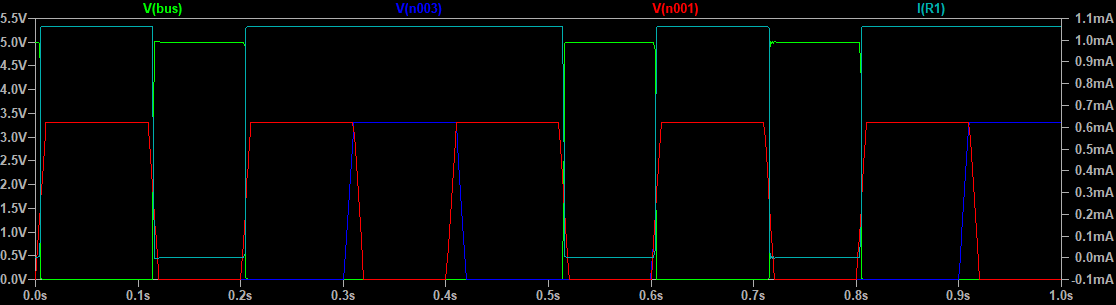 V(bus) V(n003) V(n001) I(R1)
5.5V 1.1mA
5.0V 1.0mA
4.5V 0.9mA
4.0V 0.8mA
3.5V 0.7mA
3.0V 0.6mA
2.5V 0.5mA
2.0V 0.4mA
1.5V 0.3mA
1.0V 0.2mA
0.5V 0.1mA
0.0V 0.0mA
-0.1mA
0.0s 0.1s 0.2s 0.3s 0.4s 0.5s 0.6s 0.7s 0.8s 0.9s 1.0s